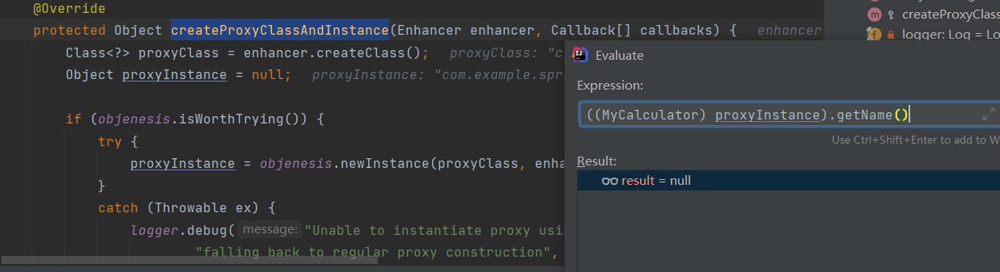 @Override
protected Object createProxyClassAndInstance(Enhancer enhancer, Callback[] callbacks) {   enhancer
Class<?> proxyClass = enhancer.createClass();   proxyClass: "c
Object proxyInstance = null;   proxyInstance: "com.example.spr
if (objenesis.isWorthTrying()) {
try {
proxyInstance = objenesis.newInstance(proxyClass, enha
}
catch (Throwable ex) {
logger.debug( message: "Unable to instantiate proxy usi
"falling back to regular proxy construction",
m createProxyClass
f logger: Log = Lo
IJ Evaluate
Expression:
((MyCalculator) proxyInstance).getName()
Use Ctrl+Shift+Enter to add to W
Result:
result = null